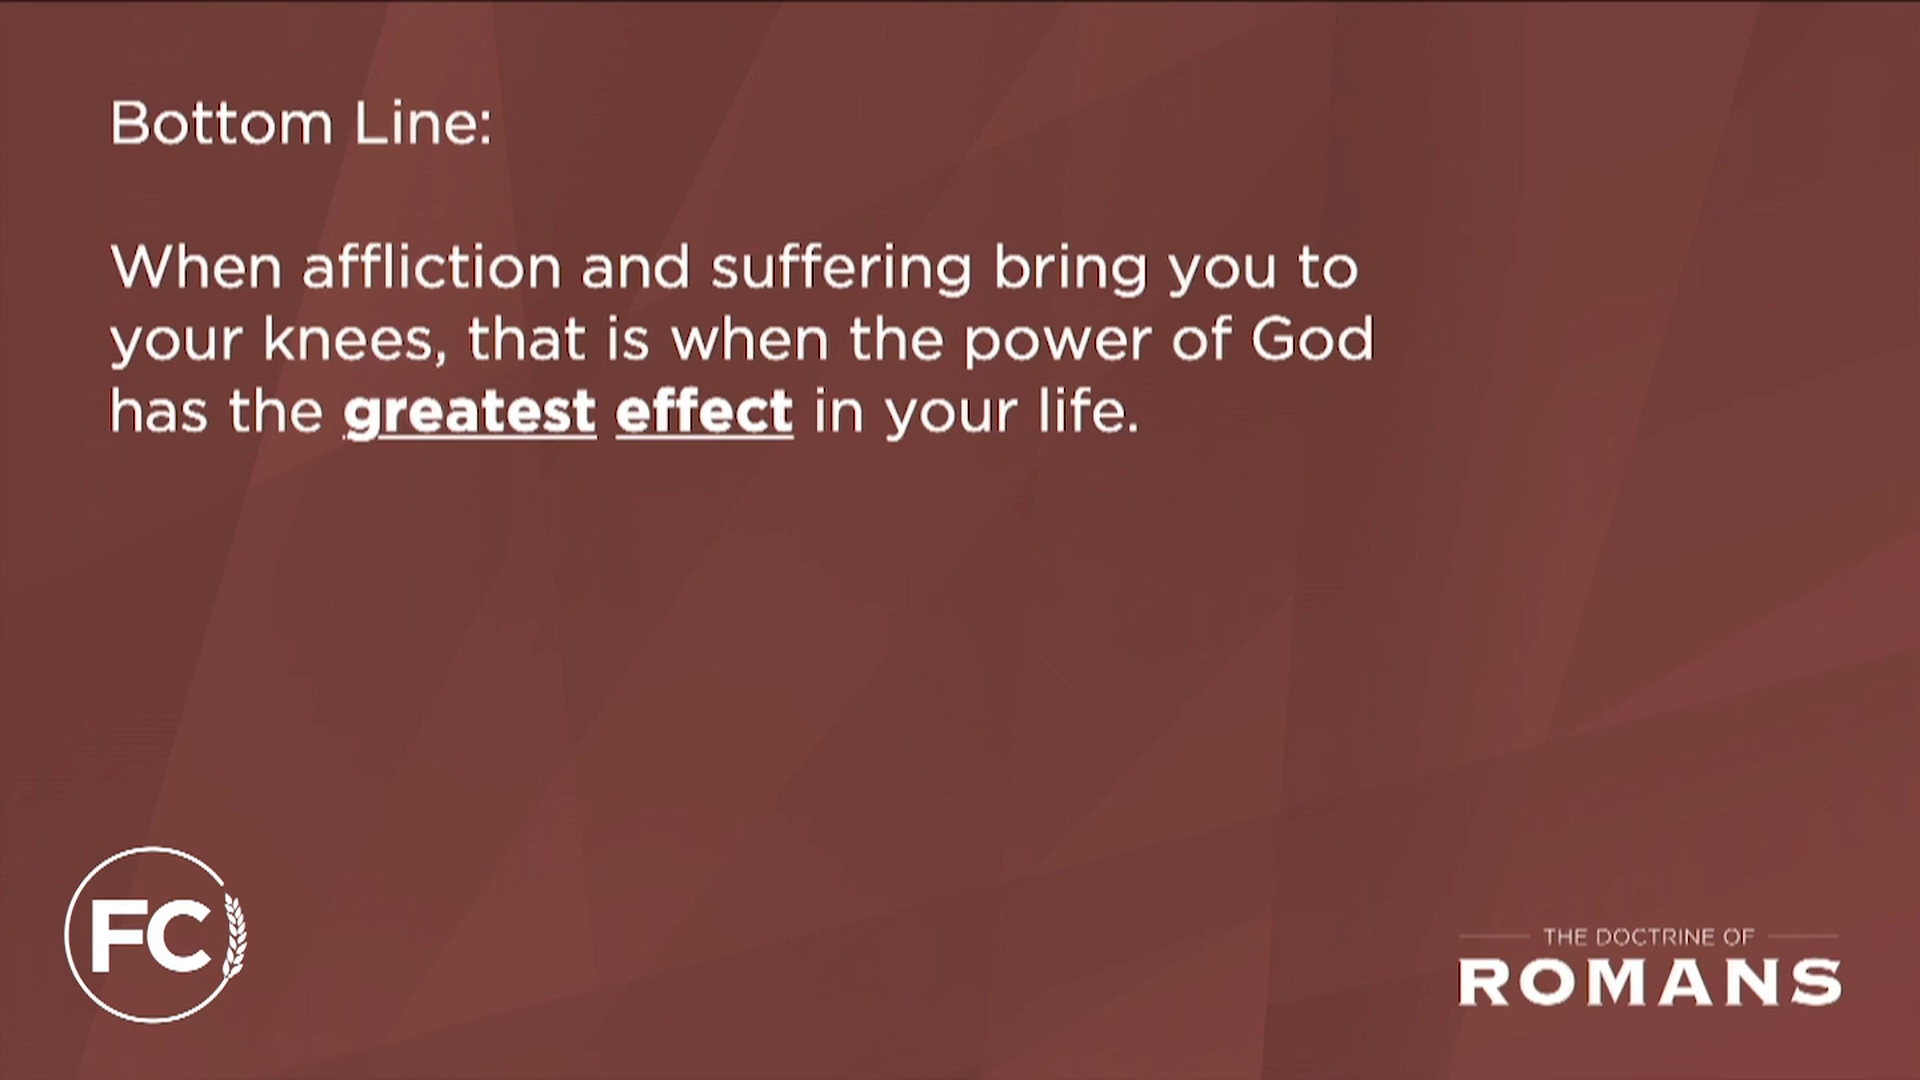 Bottom Line:
When affliction and suffering bring you to
your knees, that is when the power of God
has the greatest effect in your life.
FC
THE DOCTRINE OF
ROMANS